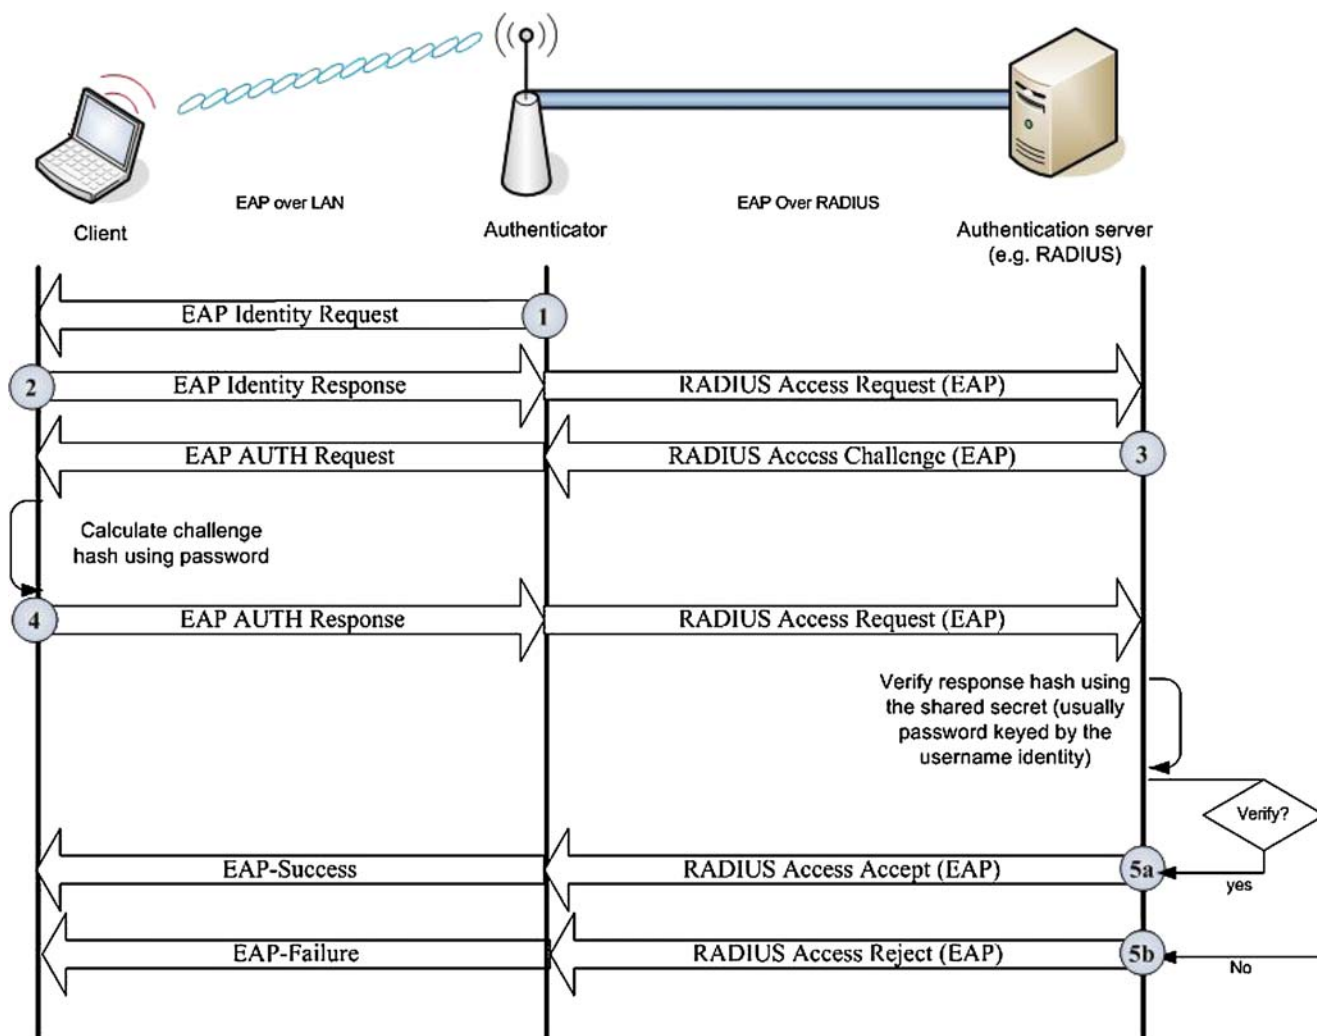 EAP over LAN
EAP Over RADIUS
Client
Authenticator
Authentication server
(e.g. RADIUS)
EAP Identity Request
1
2
EAP Identity Response
RADIUS Access Request (EAP)
EAP AUTH Request
RADIUS Access Challenge (EAP)
3
Calculate challenge
hash using password
4
EAP AUTH Response
RADIUS Access Request (EAP)
Verify response hash using
the shared secret (usually
password keyed by the
username identity)
Verify?
EAP-Success
RADIUS Access Accept (EAP)
5a
yes
EAP-Failure
RADIUS Access Reject (EAP)
5b
No